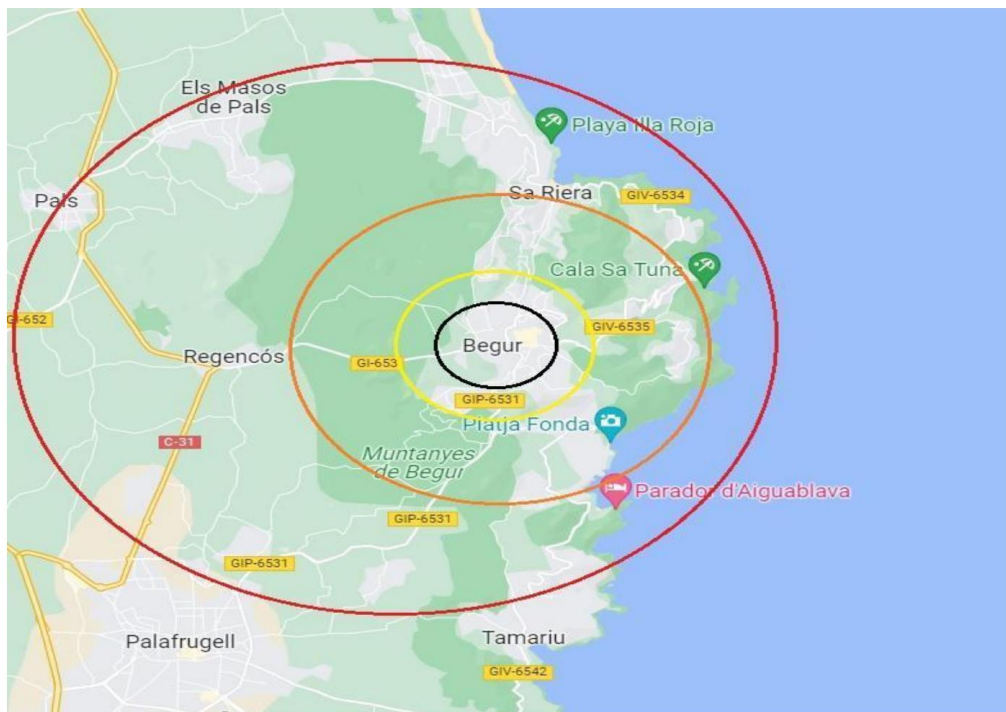 Els Masos
de Pals
Playa Illa Roja
Pals
Sa Riera
GIV-6534
Cala Sa Tuna
GI-652
GIV-6535
Begur
Regencós
GI-653
GIP-6531
Platja Fonda
C-31
Muntanyes
de Begur
Parador d'Aiguablava
GIP-6531
GIP-6531
Palafrugell
Tamariu
GIV-6542